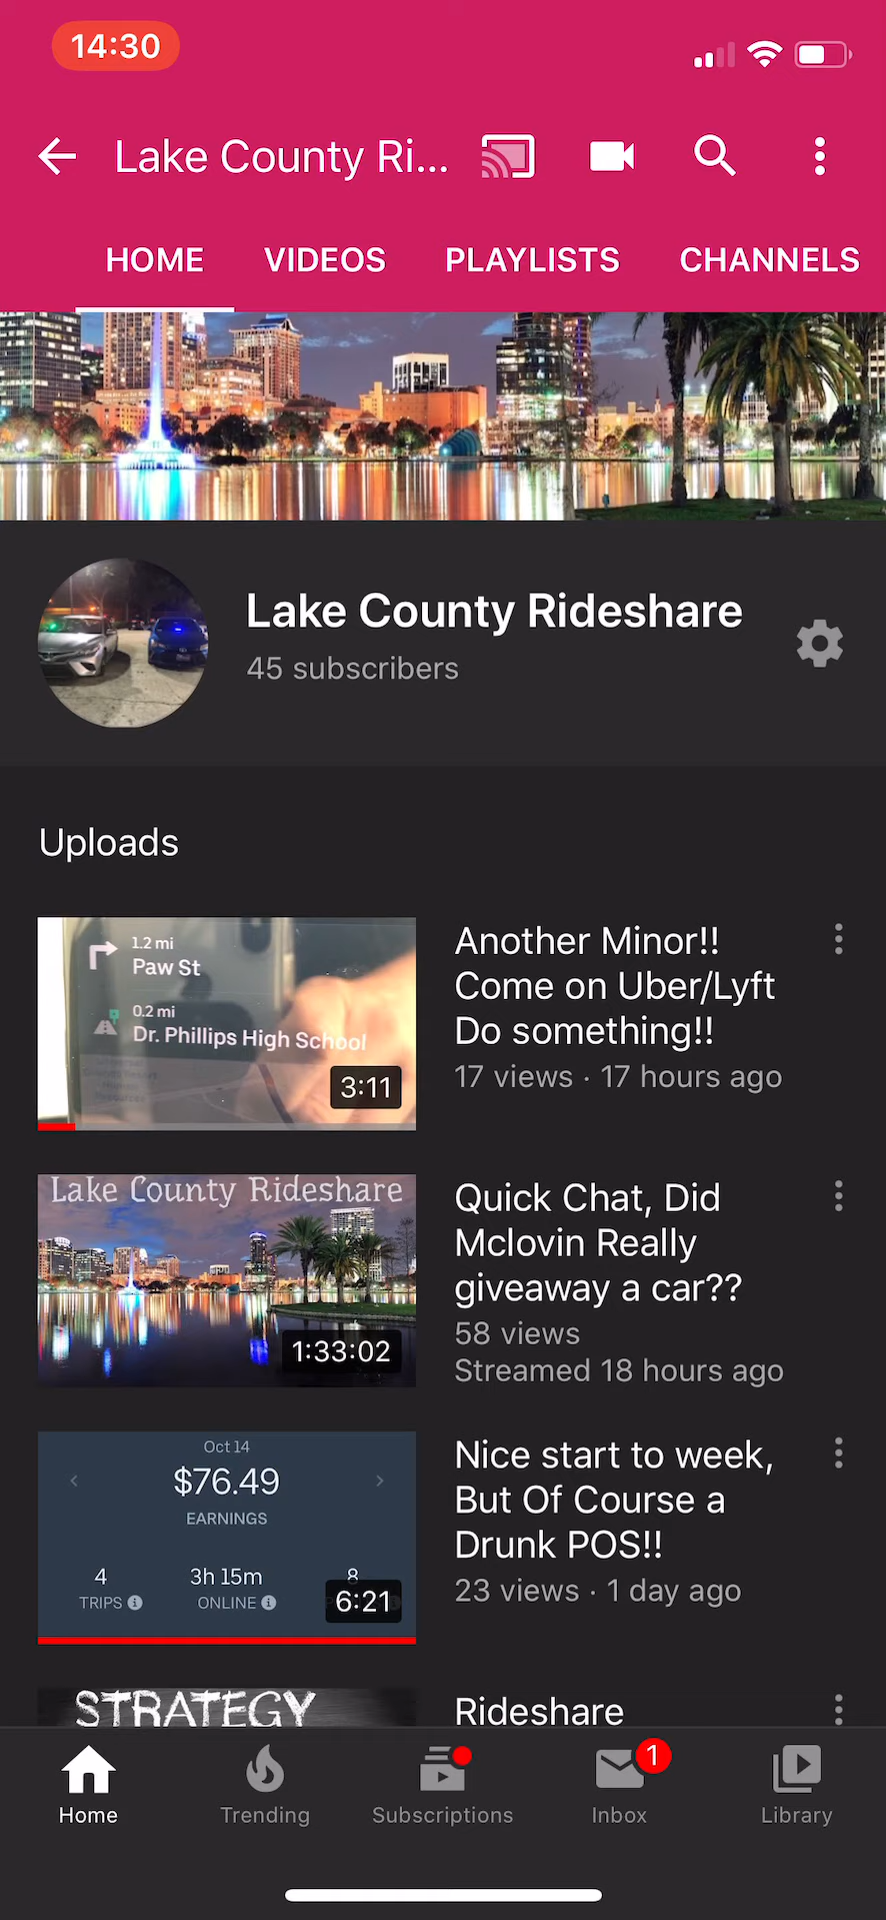 14:30
Lake County Ri...
HOME VIDEOS PLAYLISTS CHANNELS
Lake County Rideshare
45 subscribers
Uploads
1.2 mi
Paw St
0.2 mi
Dr. Phillips High School
3:11
Another Minor!!
Come on Uber/Lyft
Do something!!
17 views · 17 hours ago
Lake County Rideshare
1:33:02
Quick Chat, Did
Mclovin Really
giveaway a car??
58 views
Streamed 18 hours ago
Oct 14
$76.49
EARNINGS
4 3h 15m 8
TRIPS ONLINE
6:21
Nice start to week,
But Of Course a
Drunk POS!!
23 views · 1 day ago
STRATEGY
Rideshare
1
Home Trending Subscriptions Inbox Library